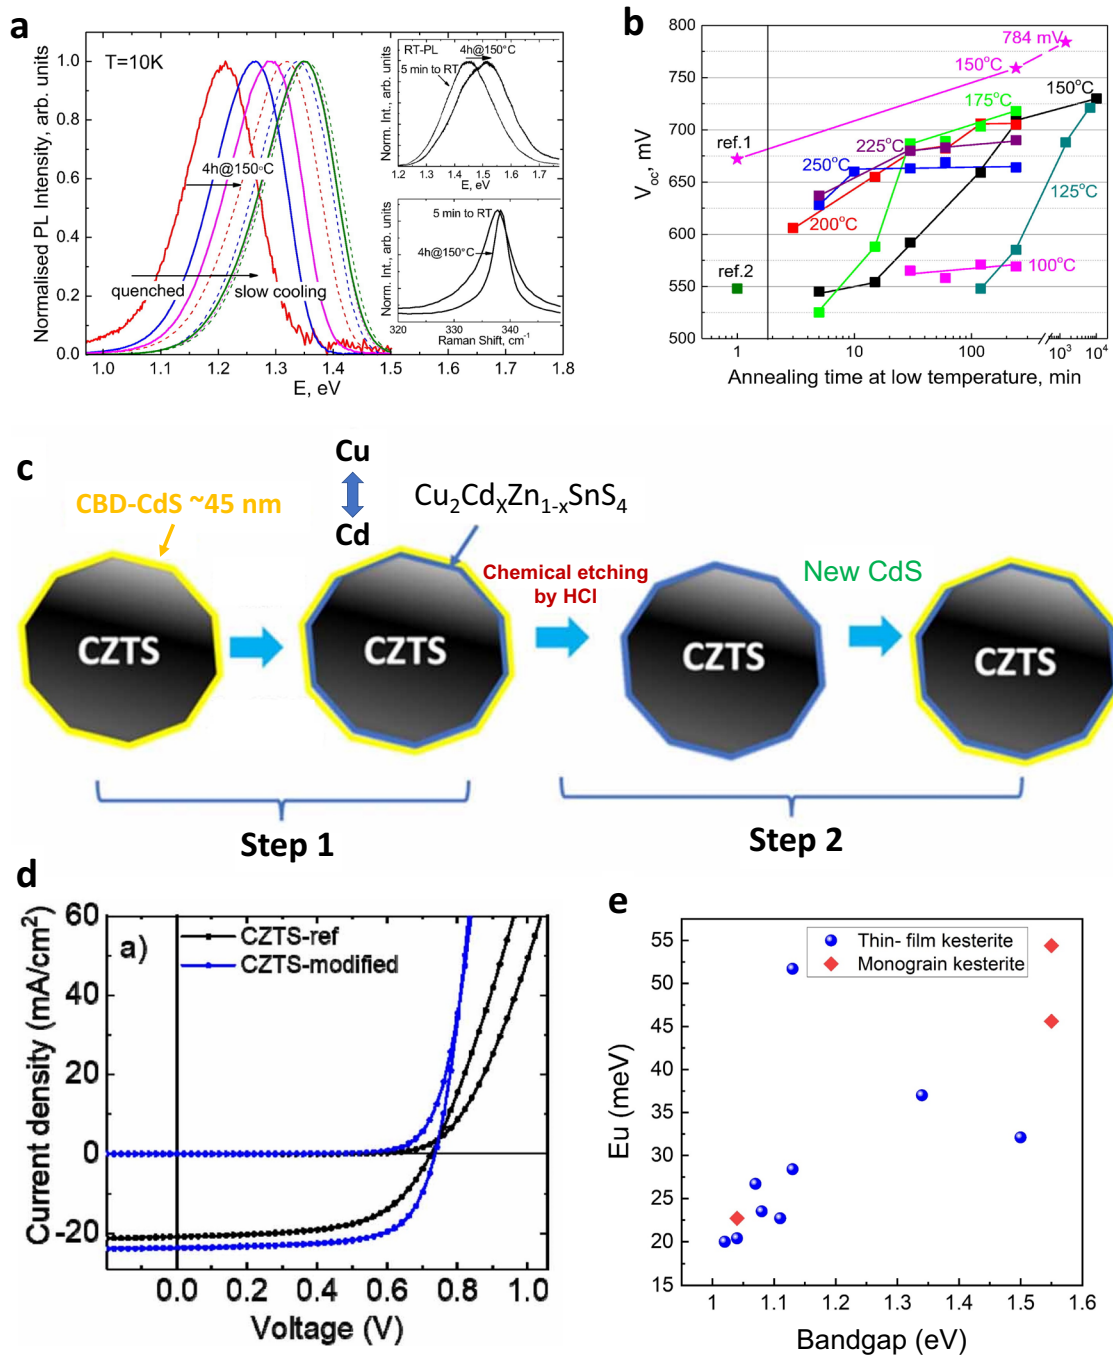 a
Normalised PL Intensity, arb. units
1.0
0.8
0.6
0.4
0.2
0.0
T=10K
4h@150°C
quenched
slow cooling
1.0
1.1
1.2
1.3
1.4
1.5
1.6
1.7
1.8
E, eV
Norm. Int., arb. units
RT-PL
4h@150°C
5 min to RT
1.2 1.3 1.4 1.5 1.6 1.7
E, eV
Norm. Int., arb. units
5 min to RT
4h@150°C
320
330
340
Raman Shift, cm-1
b
Voc, mV
800
750
700
650
600
550
500
784 mV
150°C
150°C
175°C
ref.1
225°C
250°C
125°C
200°C
ref.2
100°C
1
10
100
10³
10⁴
Annealing time at low temperature, min
c
CBD-CdS ~45 nm
Cu
Cd
Cu2CdXZn1-xSnS4
Chemical etching
by HCl
New CdS
CZTS
CZTS
CZTS
CZTS
Step 1
Step 2
d
a)
CZTS-ref
CZTS-modified
Current density (mA/cm²)
60
40
20
0
-20
0.0
0.2
0.4
0.6
0.8
1.0
Voltage (V)
e
Thin- film kesterite
Monograin kesterite
Eu (meV)
55
50
45
40
35
30
25
20
15
1
1.1
1.2
1.3
1.4
1.5
1.6
Bandgap (eV)